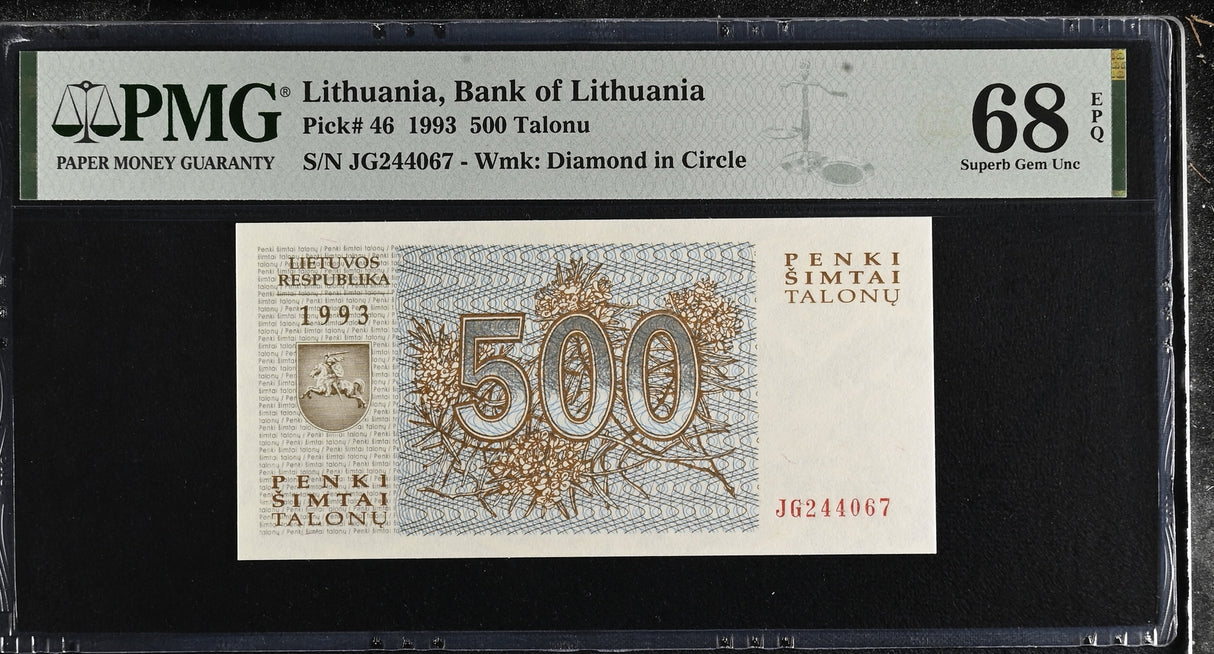 PMG®
PAPER MONEY GUARANTY
Lithuania, Bank of Lithuania
Pick# 46 1993 500 Talonu
S/N JG244067 - Wmk: Diamond in Circle
68
EPQ
Superb Gem Unc
LIETUVOS
RESPUBLIKA
1993
PENKI
ŠIMTAI
TALONŲ
500
PENKI
ŠIMTAI
TALONŲ
JG244067